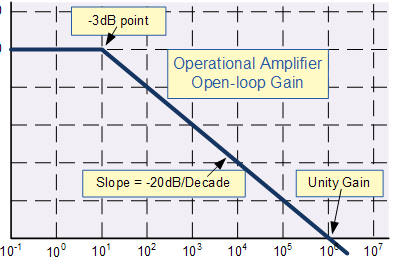 -3dB point
Operational Amplifier
Open-loop Gain
Slope = -20dB/Decade
Unity Gain
10⁻¹ 10⁰ 10¹ 10² 10³ 10⁴ 10⁵ 10⁶ 10⁷